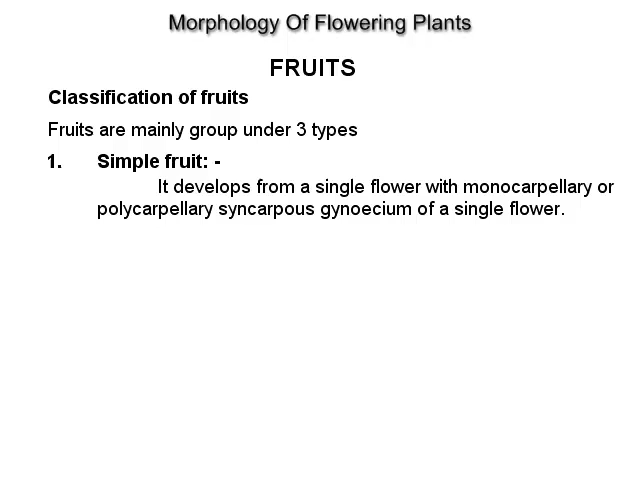 Morphology Of Flowering Plants
FRUITS
Classification of fruits
Fruits are mainly group under 3 types
1. Simple fruit: -
It develops from a single flower with monocarpellary or
polycarpellary syncarpous gynoecium of a single flower.